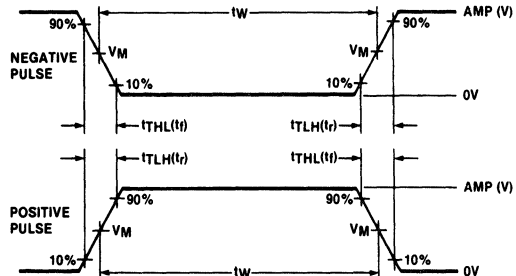 tW AMP (V)
90% 90%
NEGATIVE PULSE VM VM
10% 10%
0V
tTHL(tf) tTLH(tr)
tTLH(tr) tTHL(tf)
AMP (V)
90% 90%
POSITIVE PULSE VM VM
10% 10%
0V
tW